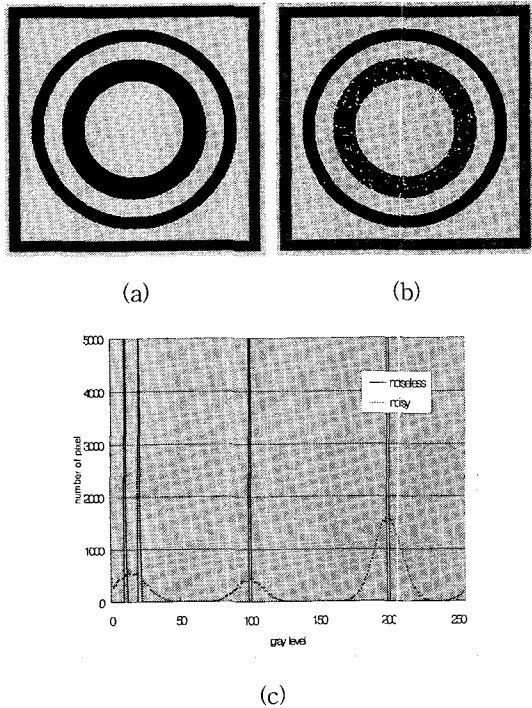 (a)
(b)
5000
4000
3000
2000
1000
0
number of pixel
noiseless
noisy
0 50 100 150 200 250
gray level
(c)